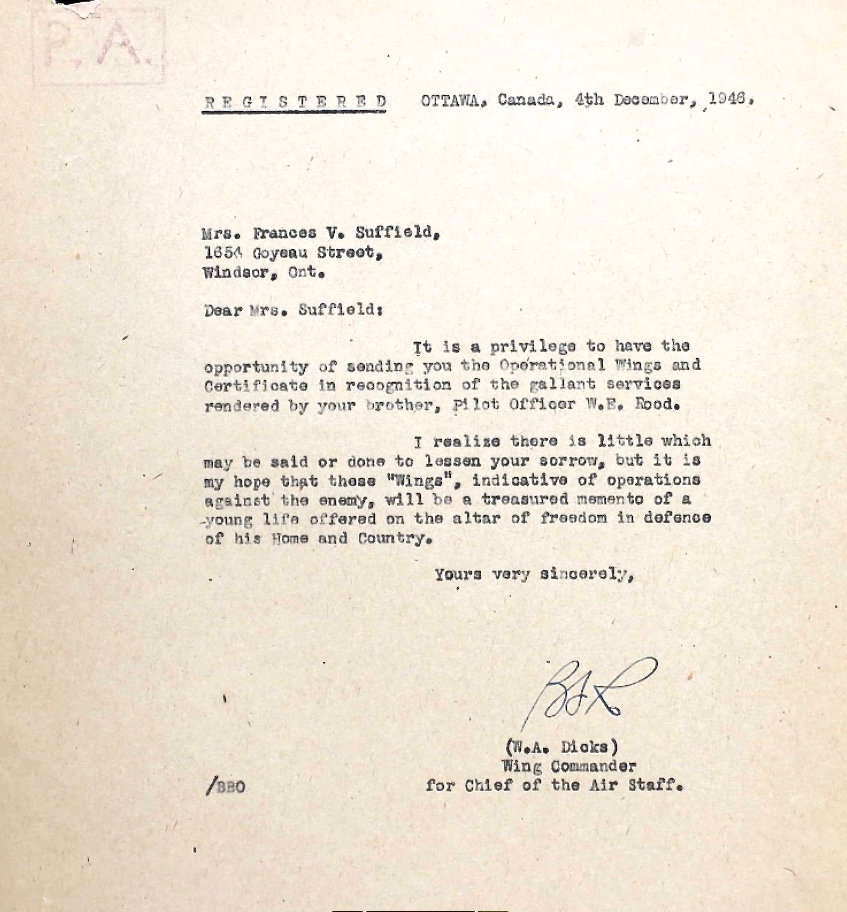 P.A.
REGISTERED OTTAWA, Canada, 4th December, 1946.
Mrs. Frances V. Suffield,
1654 Goyeau Street,
Windsor, Ont.
Dear Mrs. Suffield:
It is a privilege to have the
opportunity of sending you the Operational Wings and
Certificate in recognition of the gallant services
rendered by your brother, Pilot Officer W.E. Rood.
I realize there is little which
may be said or done to lessen your sorrow, but it is
my hope that these "Wings", indicative of operations
against the enemy, will be a treasured memento of a
young life offered on the altar of freedom in defence
of his Home and Country.
Yours very sincerely,
(W.A. Dicks)
Wing Commander
/BBO for Chief of the Air Staff.